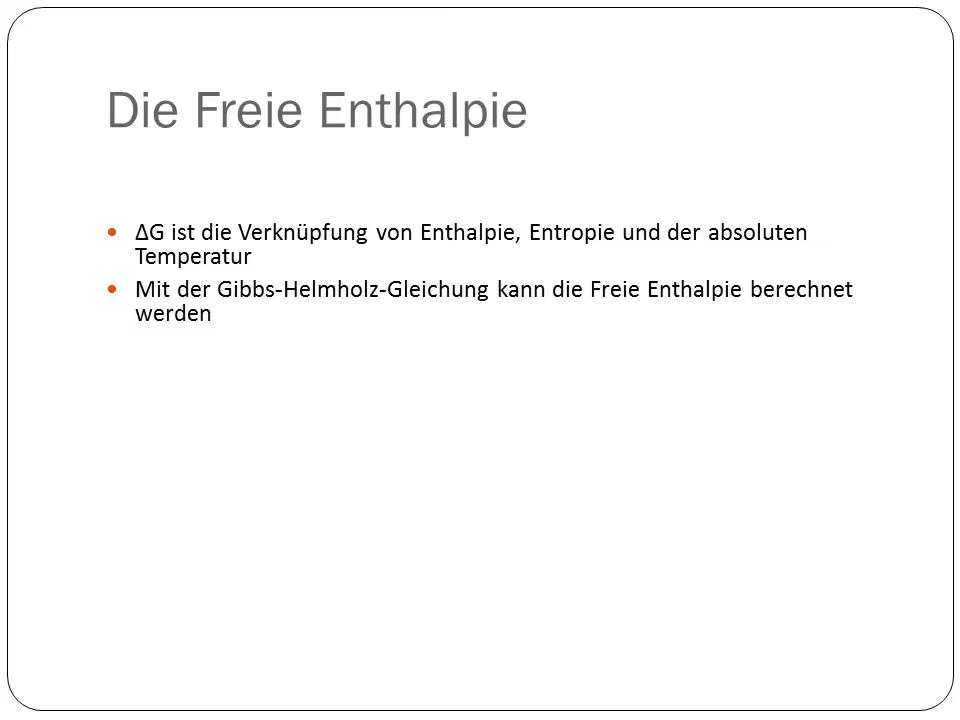 Die Freie Enthalpie
• ΔG ist die Verknüpfung von Enthalpie, Entropie und der absoluten
Temperatur
• Mit der Gibbs-Helmholz-Gleichung kann die Freie Enthalpie berechnet
werden